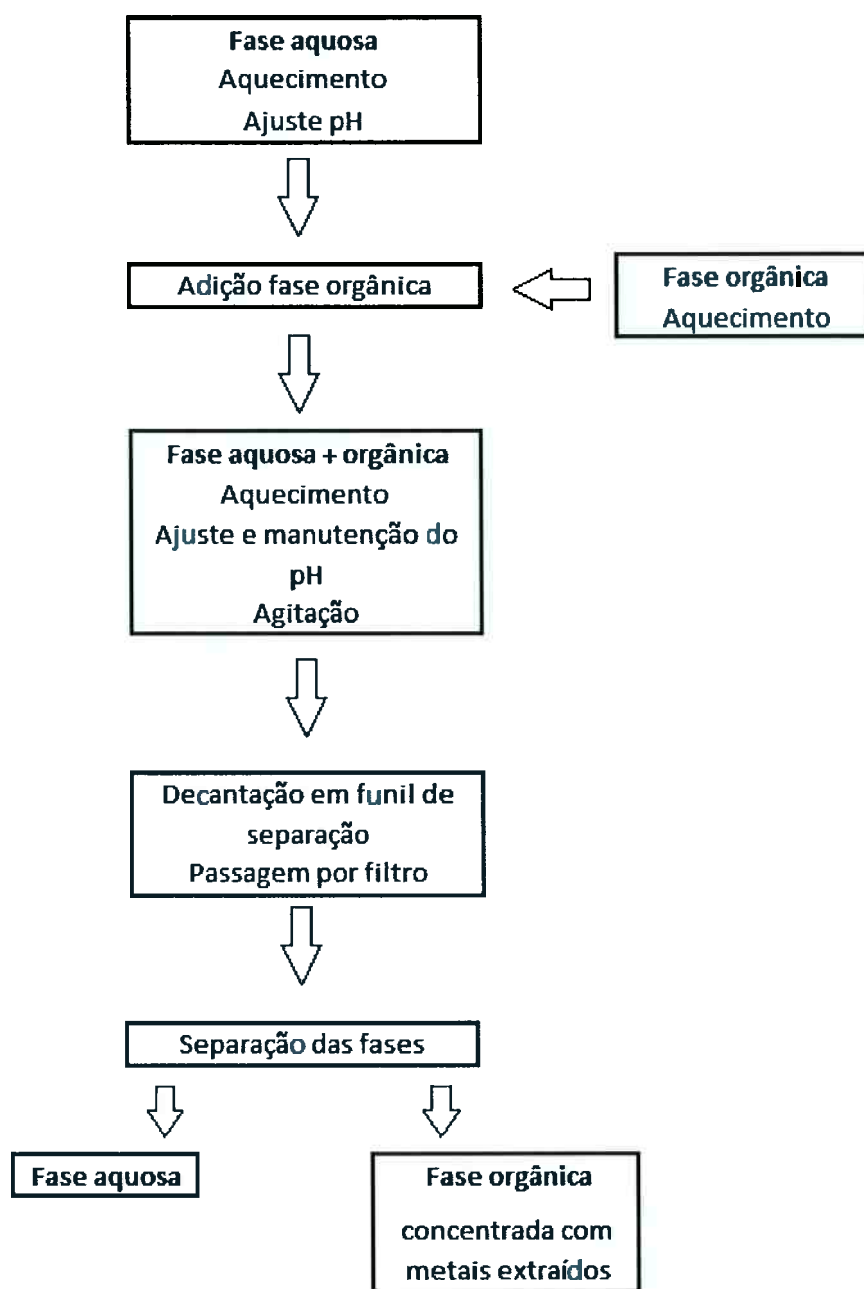 Fase aquosa
Aquecimento
Ajuste pH
Adição fase orgânica
Fase orgânica
Aquecimento
Fase aquosa + orgânica
Aquecimento
Ajuste e manutenção do
pH
Agitação
Decantação em funil de
separação
Passagem por filtro
Separação das fases
Fase aquosa
Fase orgânica
concentrada com
metais extraídos